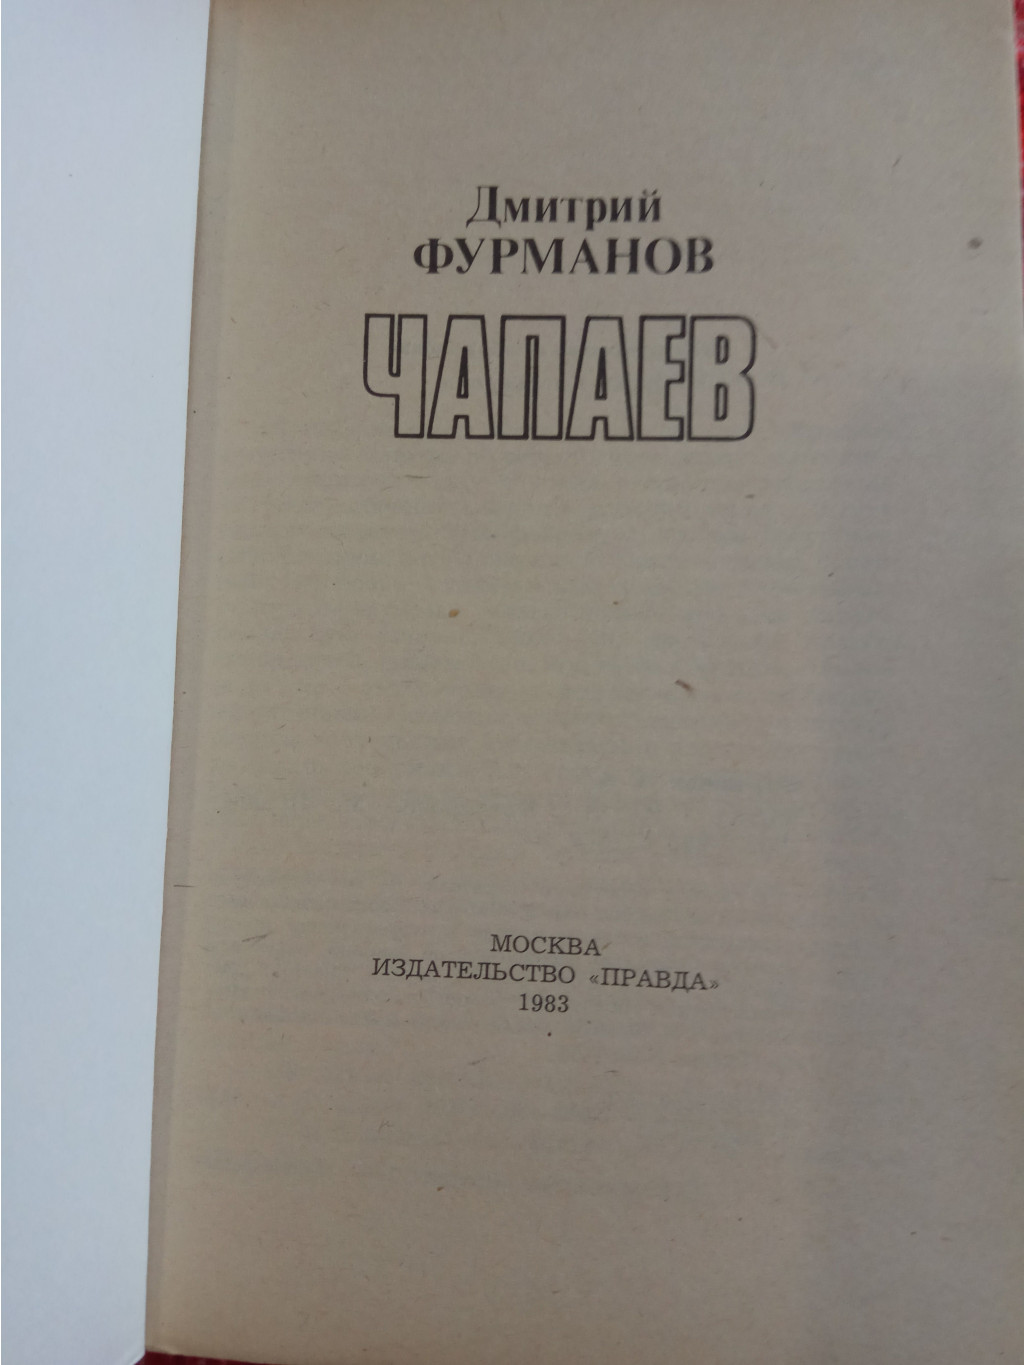 Дмитрий
ФУРМАНОВ
ЧАПАЕВ
МОСКВА
ИЗДАТЕЛЬСТВО «ПРАВДА»
1983